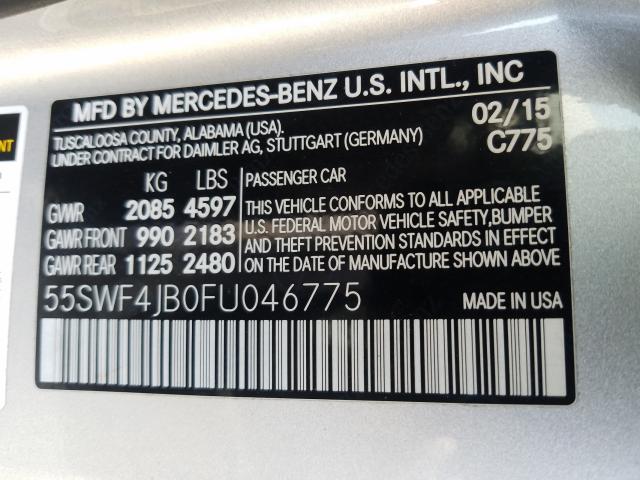 MFD BY MERCEDES-BENZ U.S. INTL., INC
TUSCALOOSA COUNTY, ALABAMA (USA). 02/15
UNDER CONTRACT FOR DAIMLER AG, STUTTGART (GERMANY) C775
KG LBS PASSENGER CAR
GVWR 2085 4597
GAWR FRONT 990 2183
GAWR REAR 1125 2480
THIS VEHICLE CONFORMS TO ALL APPLICABLE
U.S. FEDERAL MOTOR VEHICLE SAFETY,BUMPER
AND THEFT PREVENTION STANDARDS IN EFFECT
ON THE DATE OF MANUFACTURE SHOWN ABOVE
55SWF4JB0FU046775 MADE IN USA